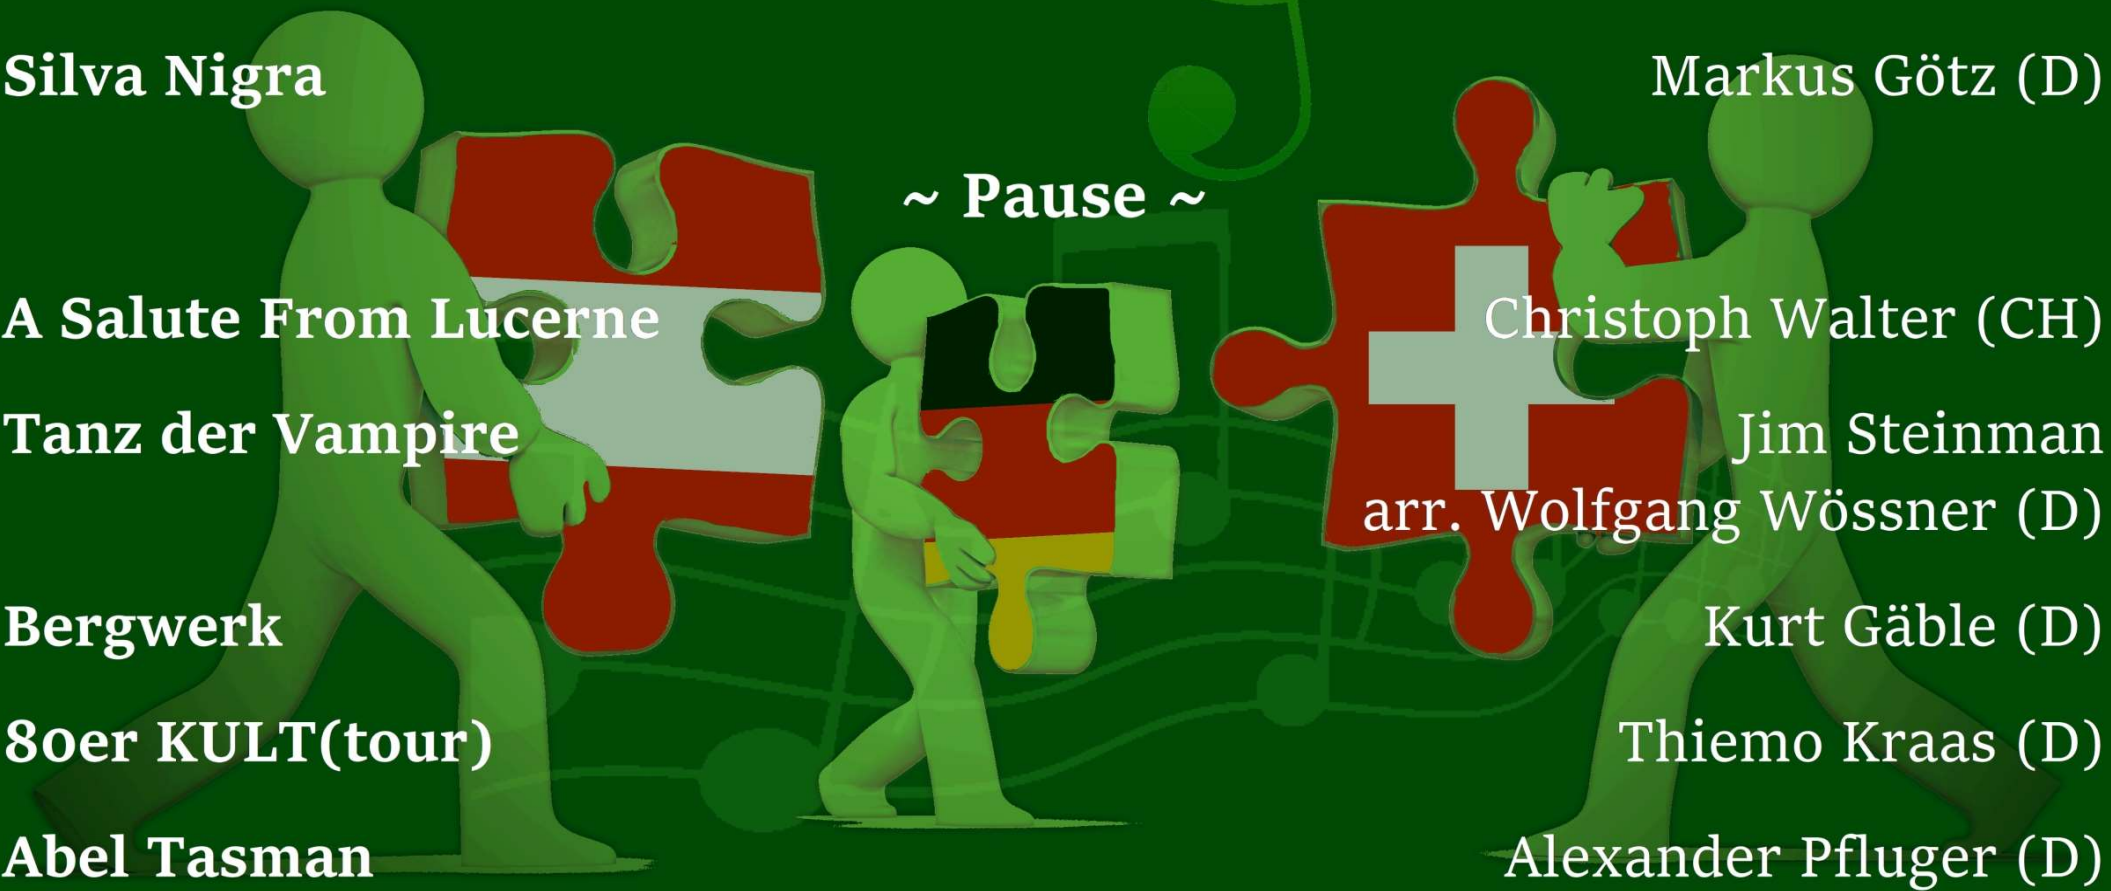 Silva Nigra Markus Götz (D)
~ Pause ~
A Salute From Lucerne Christoph Walter (CH)
Tanz der Vampire Jim Steinman
arr. Wolfgang Wössner (D)
Bergwerk Kurt Gäble (D)
80er KULT(tour) Thiemo Kraas (D)
Abel Tasman Alexander Pfluger (D)